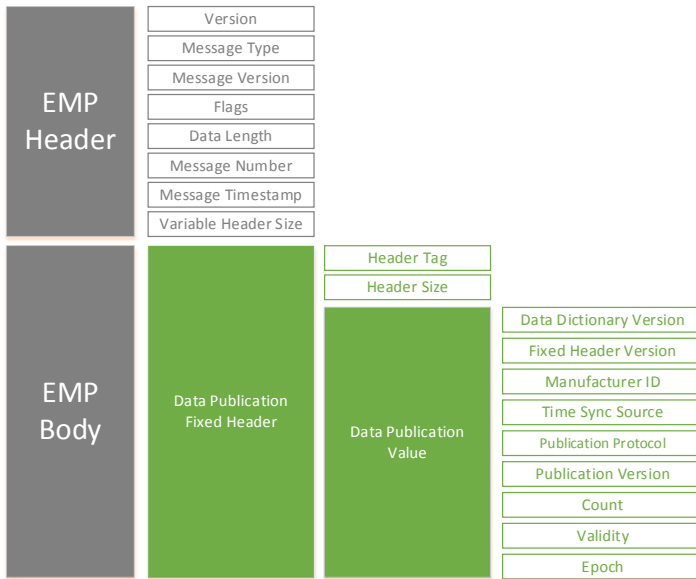 EMP
Header
Version
Message Type
Message Version
Flags
Data Length
Message Number
Message Timestamp
Variable Header Size
EMP
Body
Data Publication
Fixed Header
Header Tag
Header Size
Data Publication
Value
Data Dictionary Version
Fixed Header Version
Manufacturer ID
Time Sync Source
Publication Protocol
Publication Version
Count
Validity
Epoch